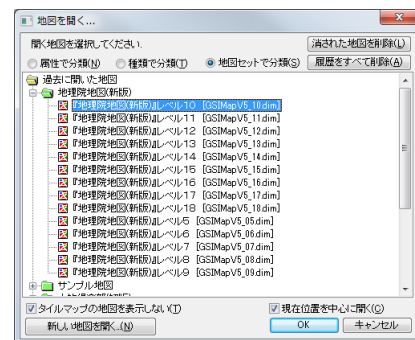 地図を開く...
開く地図を選択してください.
消された地図を削除(L)
属性で分類(N)
種類で分類(T)
地図セットで分類(S)
履歴をすべて削除(A)
過去に開いた地図
地理院地図(新版)
『地理院地図(新版)』レベル10 [GSIMapV5_10.dim]
『地理院地図(新版)』レベル11 [GSIMapV5_11.dim]
『地理院地図(新版)』レベル12 [GSIMapV5_12.dim]
『地理院地図(新版)』レベル13 [GSIMapV5_13.dim]
『地理院地図(新版)』レベル14 [GSIMapV5_14.dim]
『地理院地図(新版)』レベル15 [GSIMapV5_15.dim]
『地理院地図(新版)』レベル16 [GSIMapV5_16.dim]
『地理院地図(新版)』レベル17 [GSIMapV5_17.dim]
『地理院地図(新版)』レベル18 [GSIMapV5_18.dim]
『地理院地図(新版)』レベル5 [GSIMapV5_05.dim]
『地理院地図(新版)』レベル6 [GSIMapV5_06.dim]
『地理院地図(新版)』レベル7 [GSIMapV5_07.dim]
『地理院地図(新版)』レベル8 [GSIMapV5_08.dim]
『地理院地図(新版)』レベル9 [GSIMapV5_09.dim]
サンプル地図
タイルマップの地図を表示しない(T)
現在位置を中心に開く(C)
新しい地図を開く...(N)
OK
キャンセル